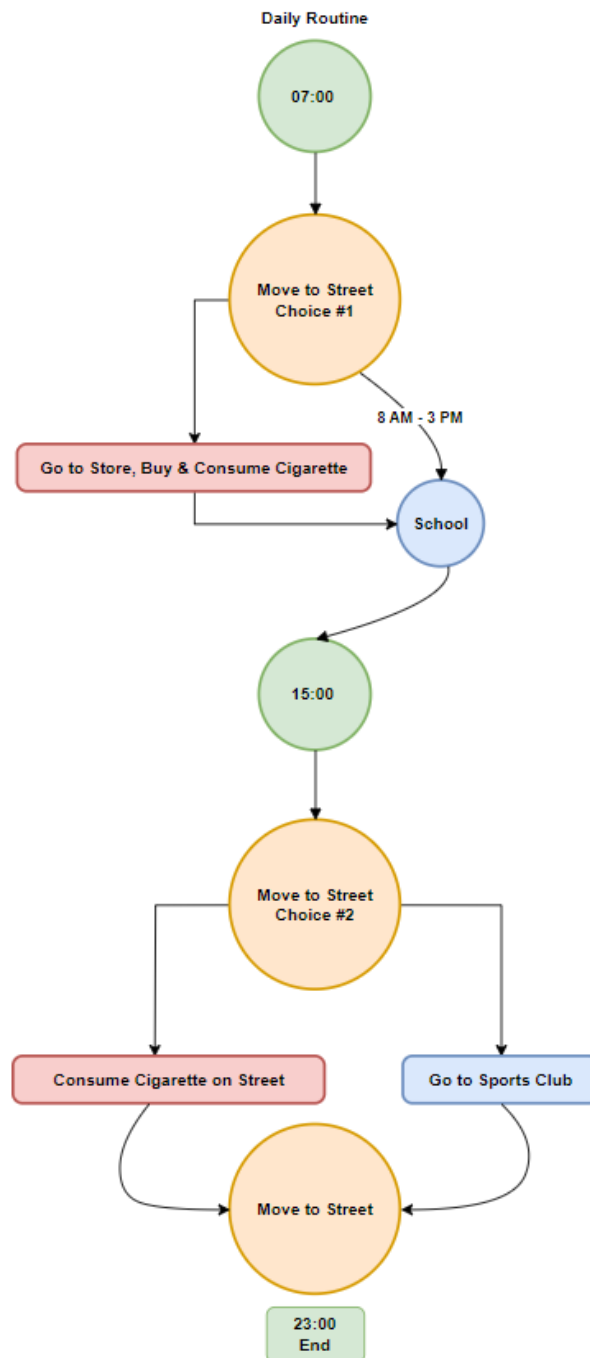 Daily Routine
07:00
Move to Street
Choice #1
8 AM - 3 PM
Go to Store, Buy & Consume Cigarette
School
15:00
Move to Street
Choice #2
Consume Cigarette on Street
Go to Sports Club
Move to Street
23:00
End